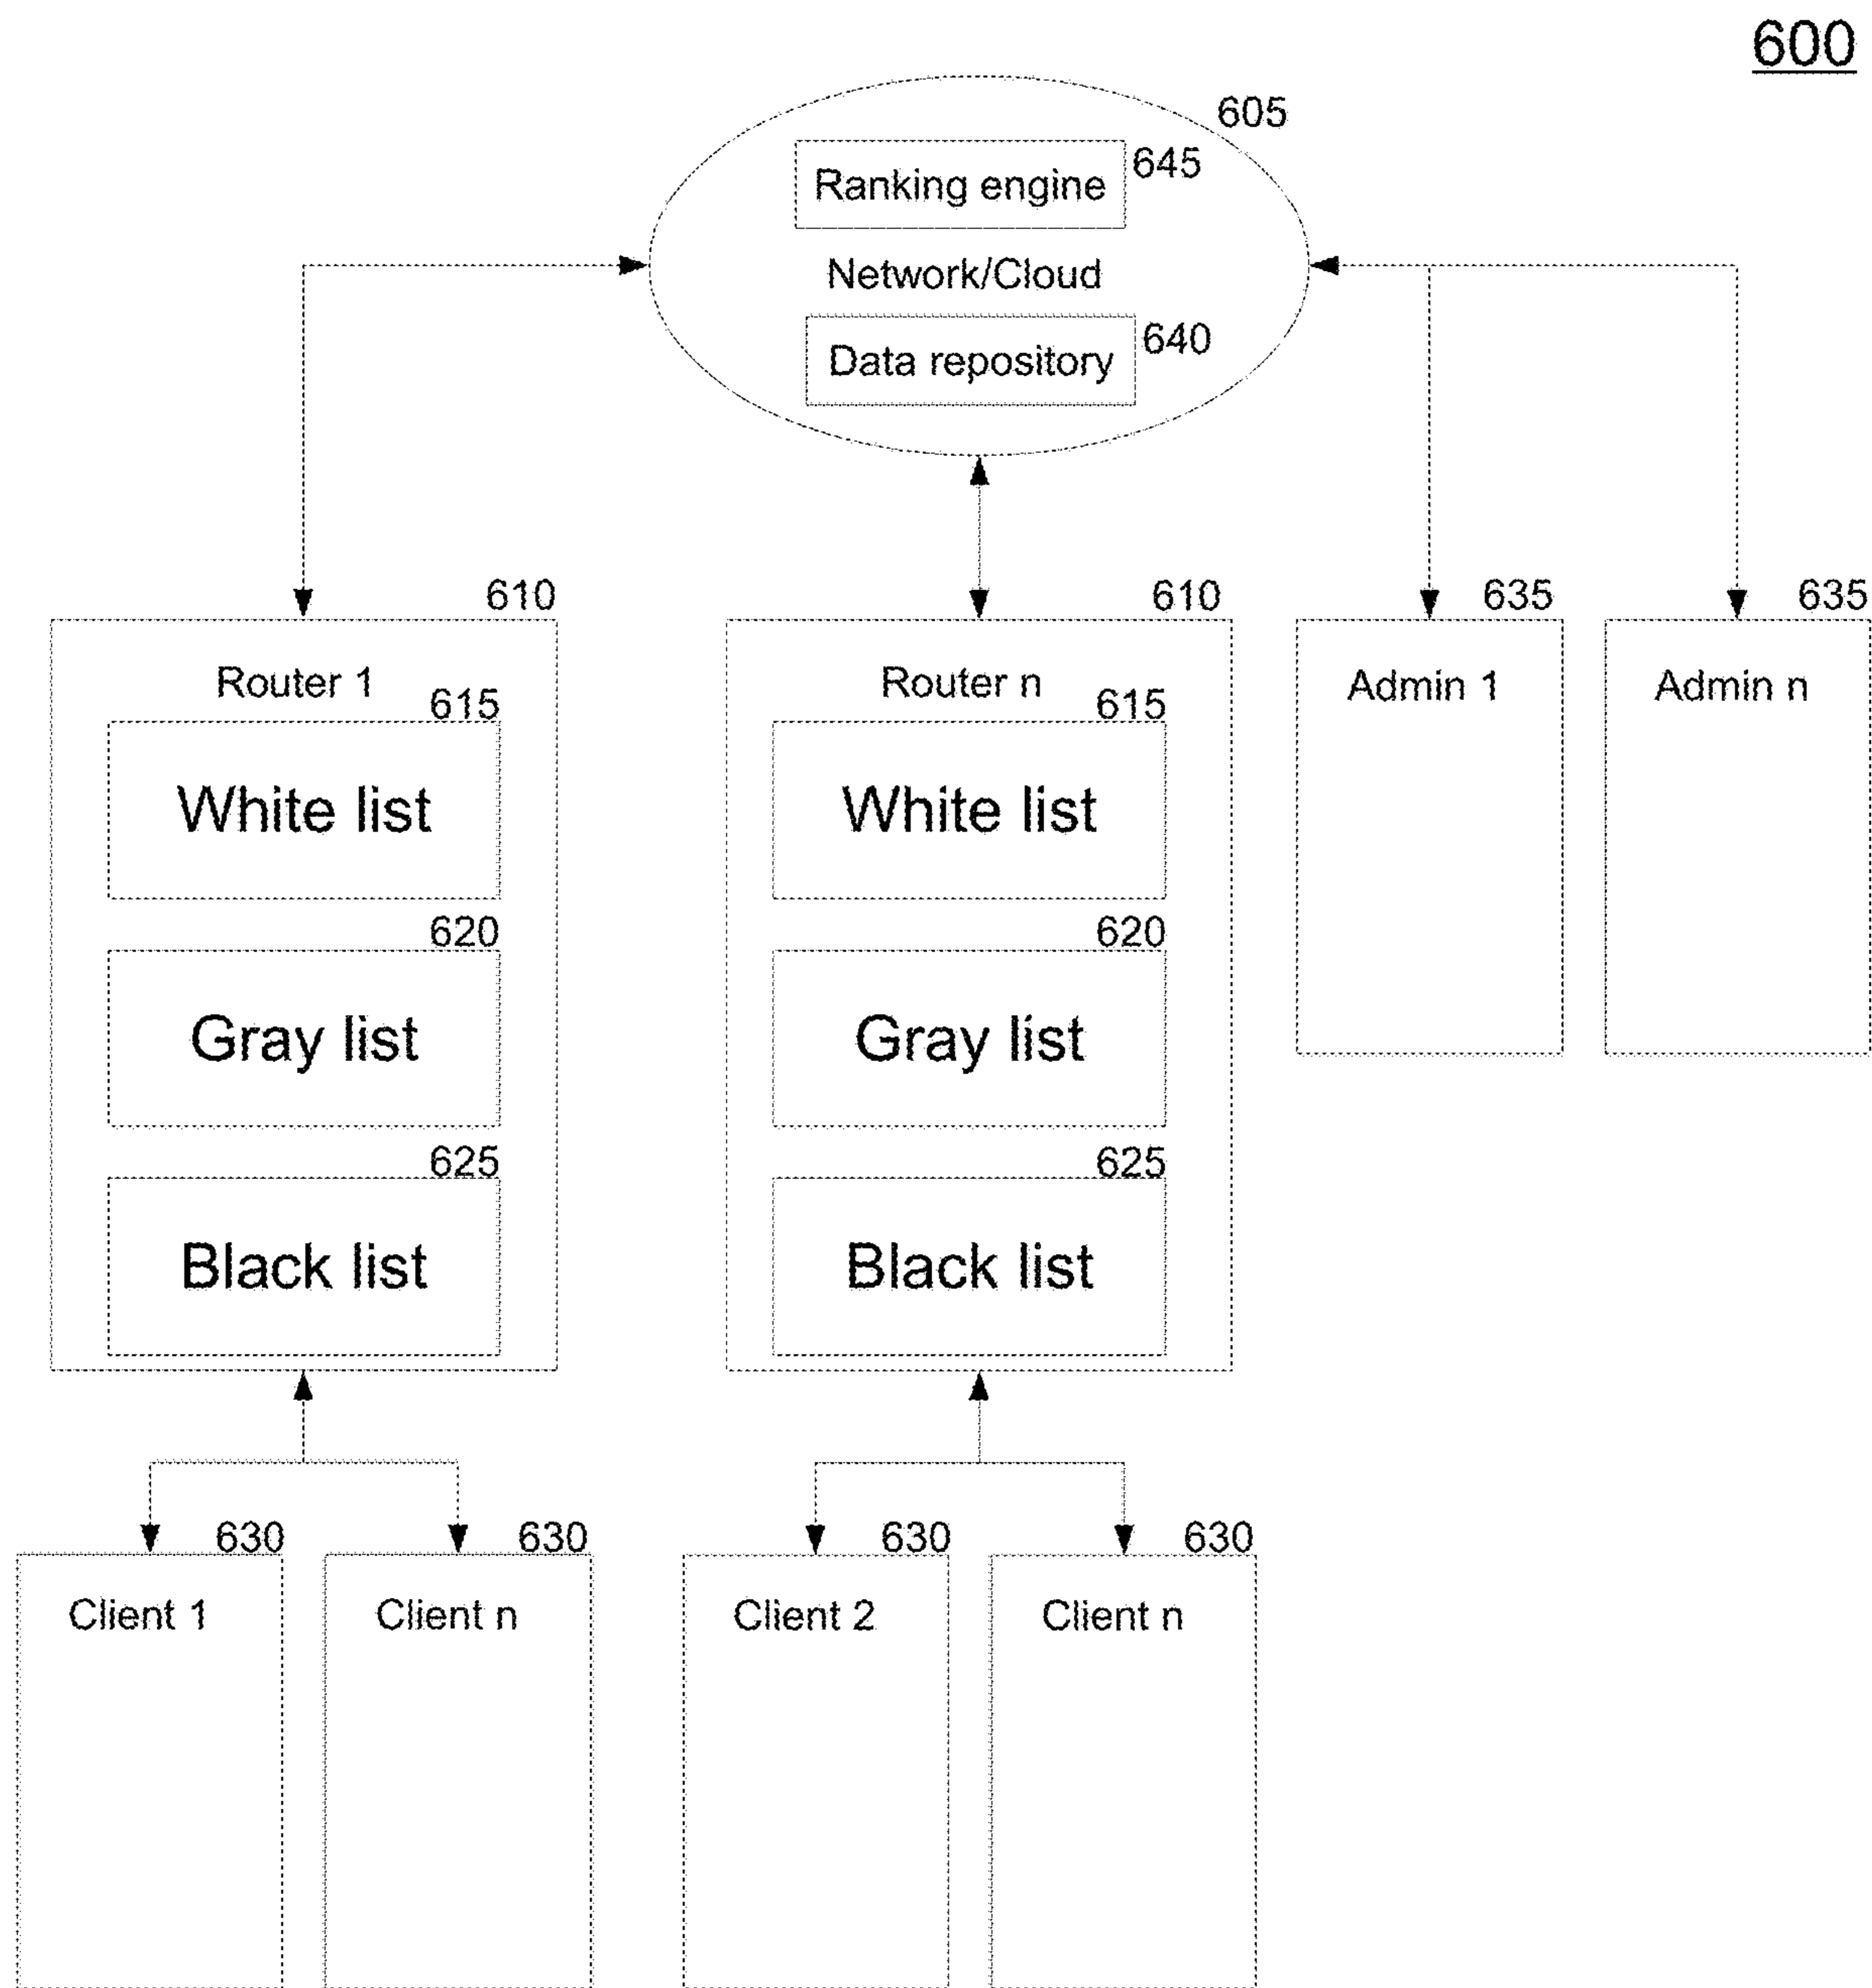 600
605
Ranking engine 645
Network/Cloud
Data repository 640
610 610 635 635
Router 1 Router n Admin 1 Admin n
615 615
White list White list
620 620
Gray list Gray list
625 625
Black list Black list
630 630 630 630
Client 1 Client n Client 2 Client n